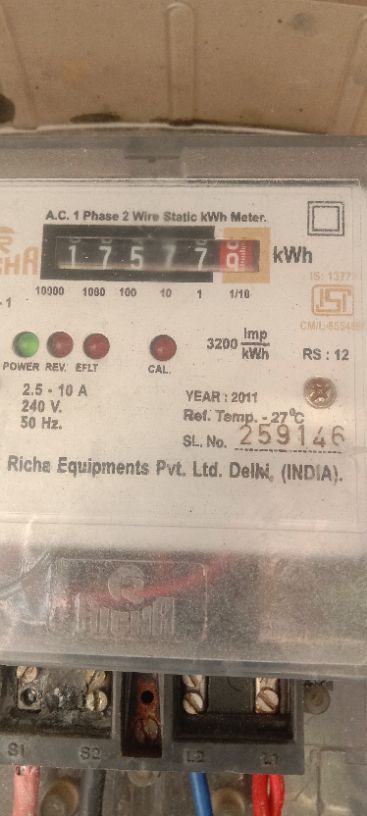 A.C. 1 Phase 2 Wire Static kWh Meter.
1 7 5 7 7 9 kWh
10000 1000 100 10 1 1/10
IS: 1377
ISI
3200 Imp/kWh
RS : 12
POWER REV. EFLT CAL.
2.5 - 10 A
240 V.
50 Hz.
YEAR : 2011
Ref. Temp. - 27°C
SL. No. 259146
Riche Equipments Pvt. Ltd. Delhi, (INDIA).
S1 S2 L2 L1